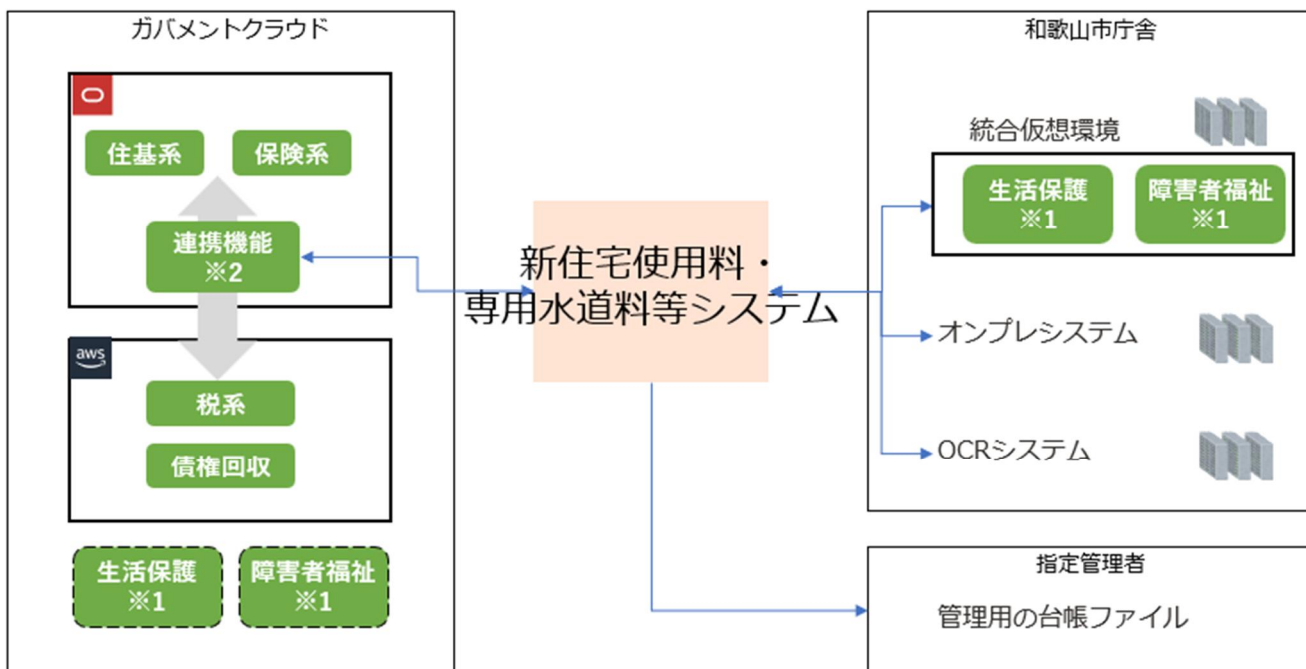 ガバメントクラウド
住基系
保険系
連携機能
※2
aws
税系
債権回収
生活保護
※1
障害者福祉
※1
新住宅使用料・
専用水道料等システム
和歌山市庁舎
統合仮想環境
生活保護
※1
障害者福祉
※1
オンプレシステム
OCRシステム
指定管理者
管理用の台帳ファイル